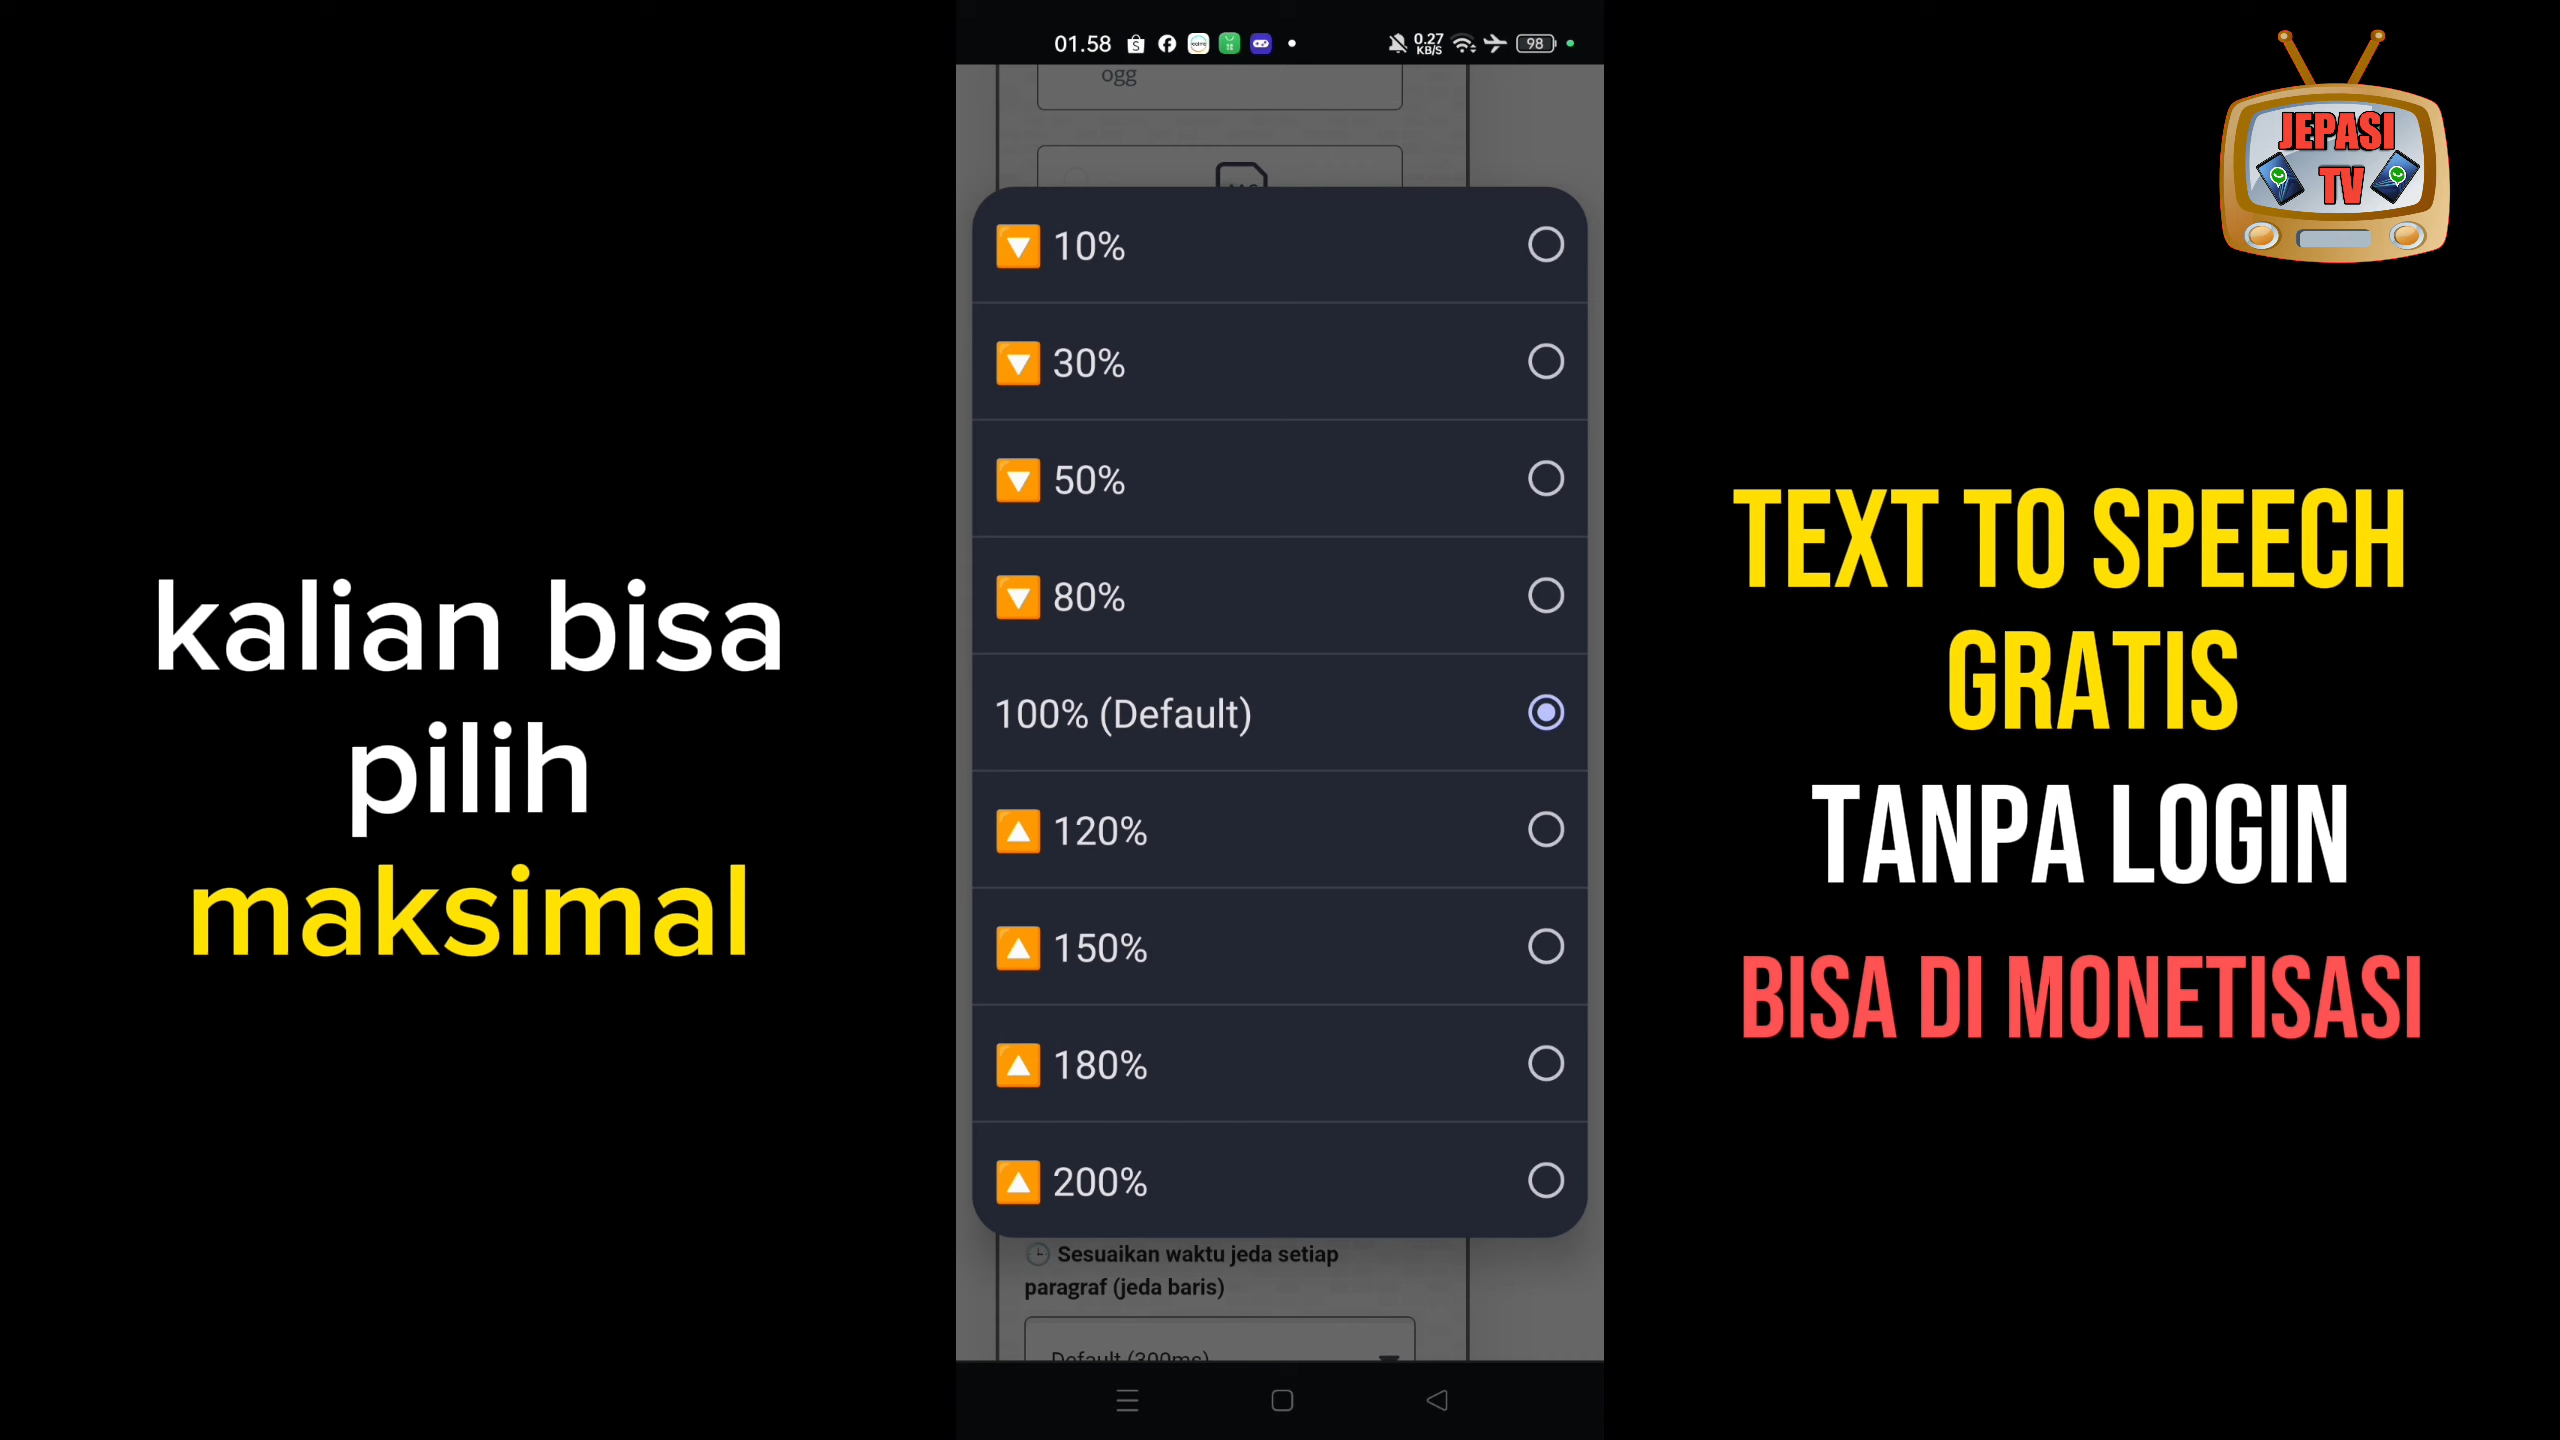 01.58
0.27
KB/S
98
ogg
JEPASI
TV
10%
30%
50%
80%
100% (Default)
120%
150%
180%
200%
Sesuaikan waktu jeda setiap
paragraf (jeda baris)
Default (300ms)
kalian bisa
pilih
maksimal
TEXT TO SPEECH
GRATIS
TANPA LOGIN
BISA DI MONETISASI